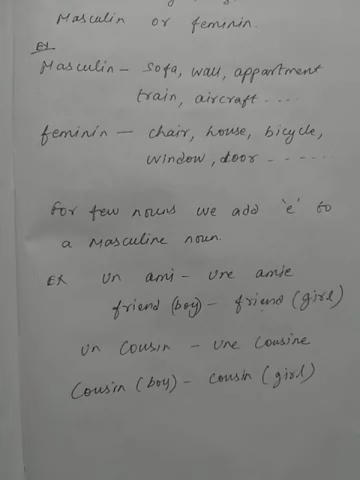 Masculin or feminin.
Ex
Masculin - sofa, wall, appartment
train, aircraft ....
feminin - chair, house, bicycle,
window, door ------
For few nouns we add 'e' to
a masculine noun.
Ex un ami - une amie
friend (boy) - friend (girl)
un cousin - une cousine
cousin (boy) - cousin (girl)